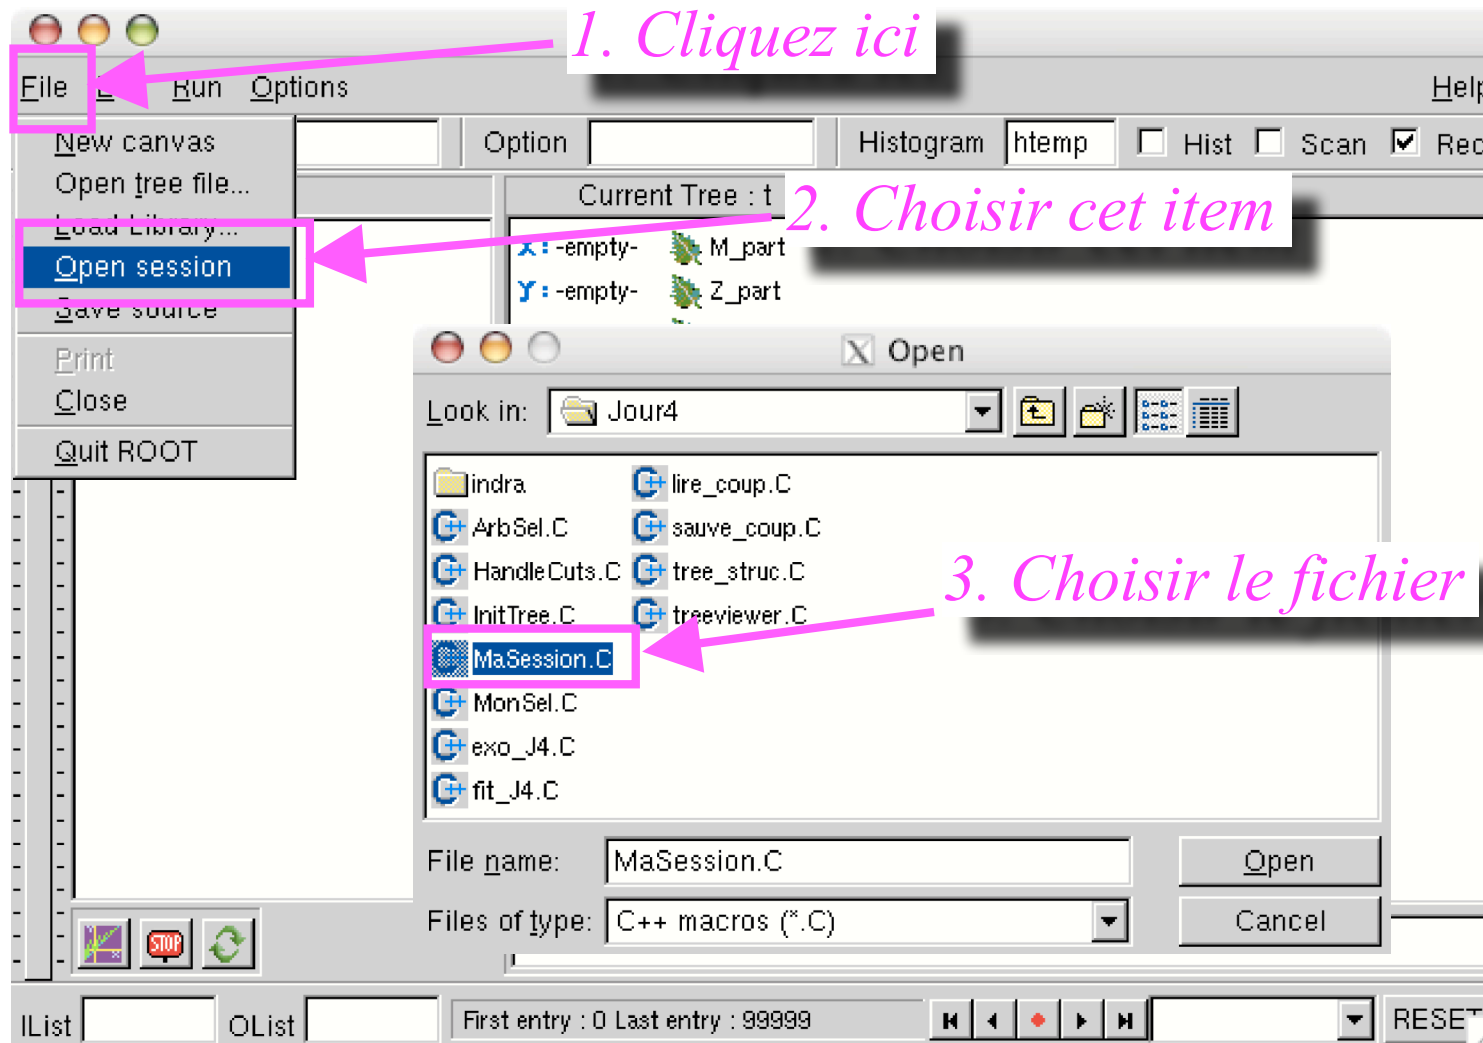 1. Cliquez ici
File Run Options Help
New canvas
Option
Histogram htemp Hist Scan Rec
Open tree file...
Current Tree : t
2. Choisir cet item
Load Library...
X : -empty- M_part
Open session
Y : -empty- Z_part
Save source
Print
Close
Quit ROOT
Open
Look in: Jour4
indra lire_coup.C
ArbSel.C sauve_coup.C
HandleCuts.C tree_struc.C
InitTree.C treeviewer.C
3. Choisir le fichier
MaSession.C
MonSel.C
exo_J4.C
fit_J4.C
File name: MaSession.C Open
Files of type: C++ macros (*.C) Cancel
STOP
IList OList First entry : 0 Last entry : 99999 RESET